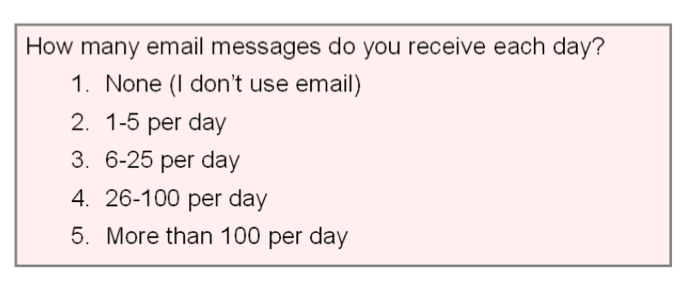 How many email messages do you receive each day?
1. None (I don't use email)
2. 1-5 per day
3. 6-25 per day
4. 26-100 per day
5. More than 100 per day